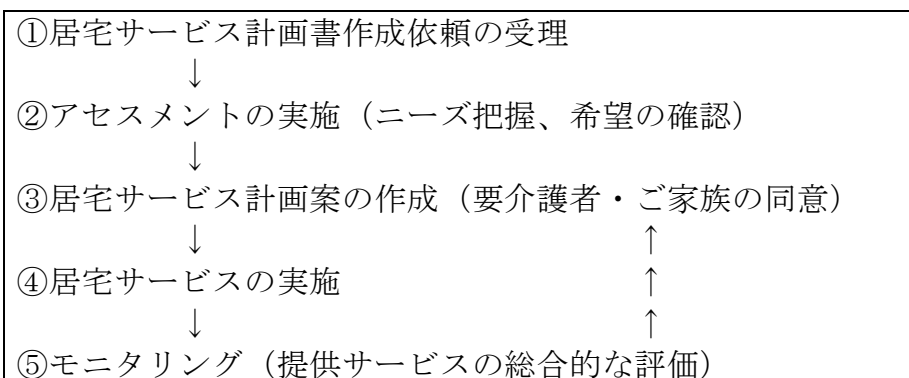 ①居宅サービス計画書作成依頼の受理
↓
②アセスメントの実施（ニーズ把握、希望の確認）
↓
③居宅サービス計画案の作成（要介護者・ご家族の同意）
↓ ↑
④居宅サービスの実施 ↑
↓ ↑
⑤モニタリング（提供サービスの総合的な評価）